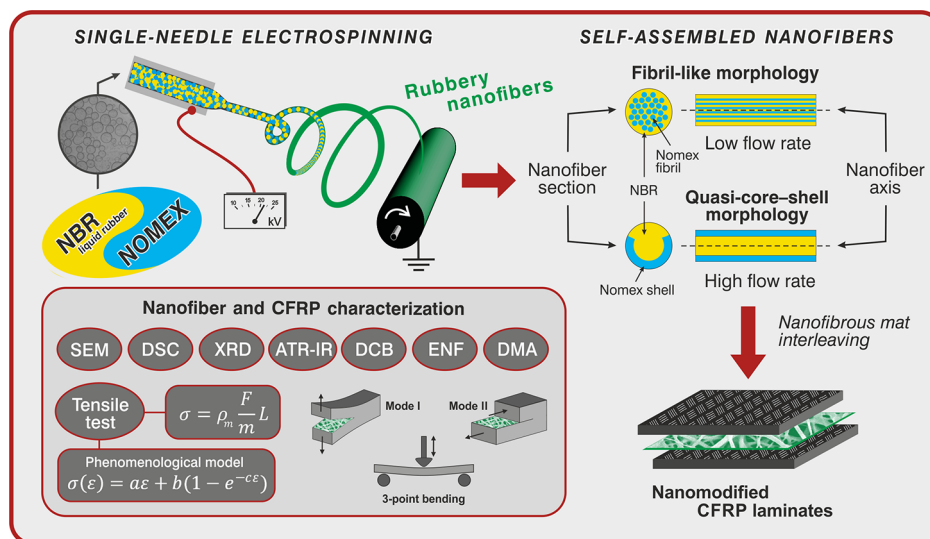 SINGLE-NEEDLE ELECTROSPINNING
NBR
liquid rubber
NOMEX
10 15 20 25
kV
Rubbery
nanofibers
SELF-ASSEMBLED NANOFIBERS
Fibril-like morphology
Nomex
fibril
Low flow rate
Nanofiber
section
NBR
Nanofiber
axis
Quasi-core–shell
morphology
Nomex shell
High flow rate
Nanofibrous mat
interleaving
Nanomodified
CFRP laminates
Nanofiber and CFRP characterization
SEM DSC XRD ATR-IR DCB ENF DMA
Tensile
test
σ = ρₘ F/m L
Phenomenological model
σ(ε) = aε + b(1 − e^{−cε})
Mode I
Mode II
3-point bending